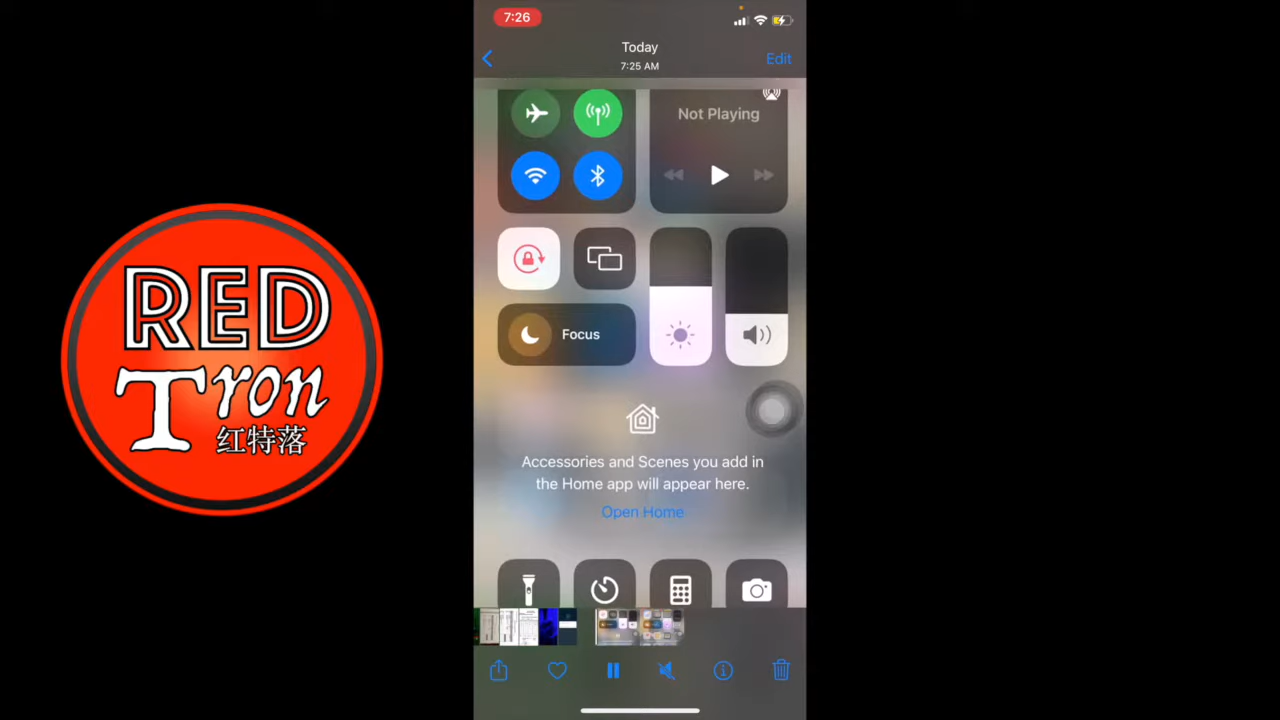 7:26
Today
7:25 AM
Edit
Not Playing
Focus
Accessories and Scenes you add in
the Home app will appear here.
Open Home
RED
Tron
红特落